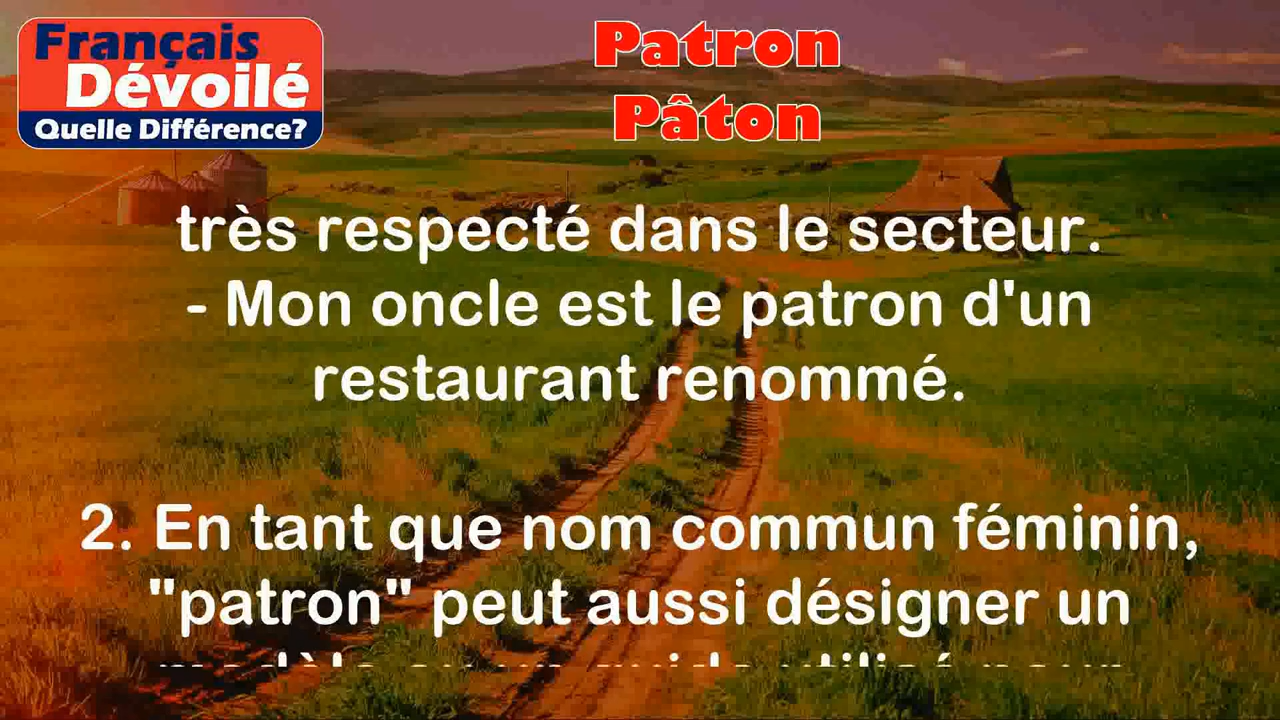 Français
Dévoilé
Quelle Différence?
Patron
Pâton
très respecté dans le secteur.
- Mon oncle est le patron d'un
restaurant renommé.
2. En tant que nom commun féminin,
"patron" peut aussi désigner un